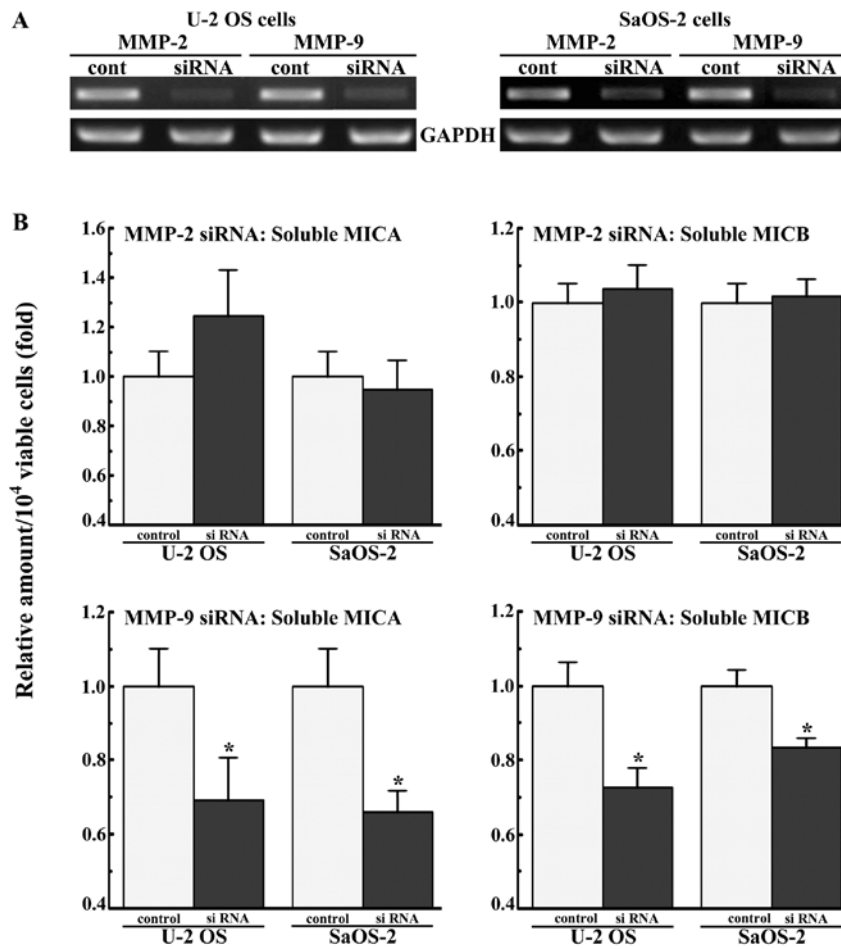 A
U-2 OS cells
SaOS-2 cells
MMP-2 MMP-9
MMP-2 MMP-9
cont siRNA cont siRNA
cont siRNA cont siRNA
GAPDH
B
Relative amount/10⁴ viable cells (fold)
MMP-2 siRNA: Soluble MICA
1.6
1.4
1.2
1.0
0.8
0.6
0.4
control si RNA control si RNA
U-2 OS SaOS-2
MMP-2 siRNA: Soluble MICB
1.2
1.0
0.8
0.6
0.4
control si RNA control si RNA
U-2 OS SaOS-2
MMP-9 siRNA: Soluble MICA
1.2
1.0
0.8
0.6
0.4
* *
control si RNA control si RNA
U-2 OS SaOS-2
MMP-9 siRNA: Soluble MICB
1.2
1.0
0.8
0.6
0.4
* *
control si RNA control si RNA
U-2 OS SaOS-2